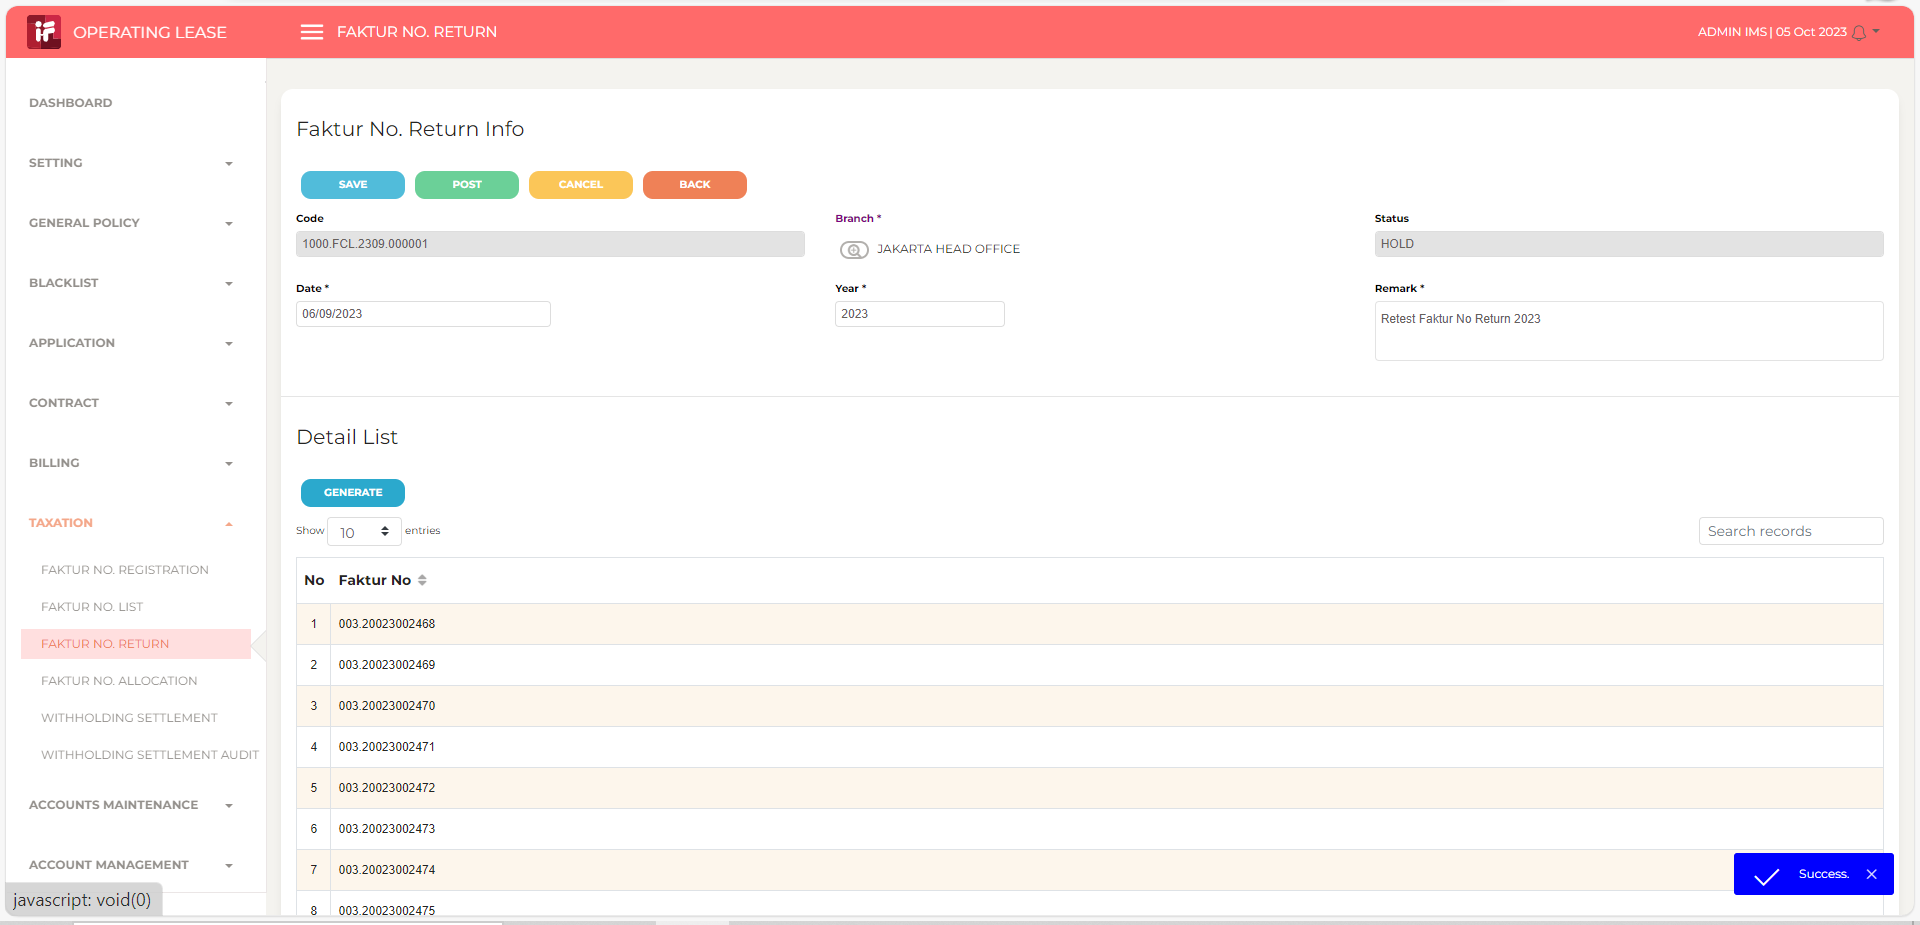 iF OPERATING LEASE
FAKTUR NO. RETURN
ADMIN IMS | 05 Oct 2023
DASHBOARD
SETTING
GENERAL POLICY
BLACKLIST
APPLICATION
CONTRACT
BILLING
TAXATION
FAKTUR NO. REGISTRATION
FAKTUR NO. LIST
FAKTUR NO. RETURN
FAKTUR NO. ALLOCATION
WITHHOLDING SETTLEMENT
WITHHOLDING SETTLEMENT AUDIT
ACCOUNTS MAINTENANCE
ACCOUNT MANAGEMENT
javascript: void(0)
Faktur No. Return Info
SAVE POST CANCEL BACK
Code
1000.FCL.2309.000001
Branch *
JAKARTA HEAD OFFICE
Status
HOLD
Date *
06/09/2023
Year *
2023
Remark *
Retest Faktur No Return 2023
Detail List
GENERATE
Show 10 entries
Search records
No Faktur No
1 003.20023002468
2 003.20023002469
3 003.20023002470
4 003.20023002471
5 003.20023002472
6 003.20023002473
7 003.20023002474
8 003.20023002475
Success.